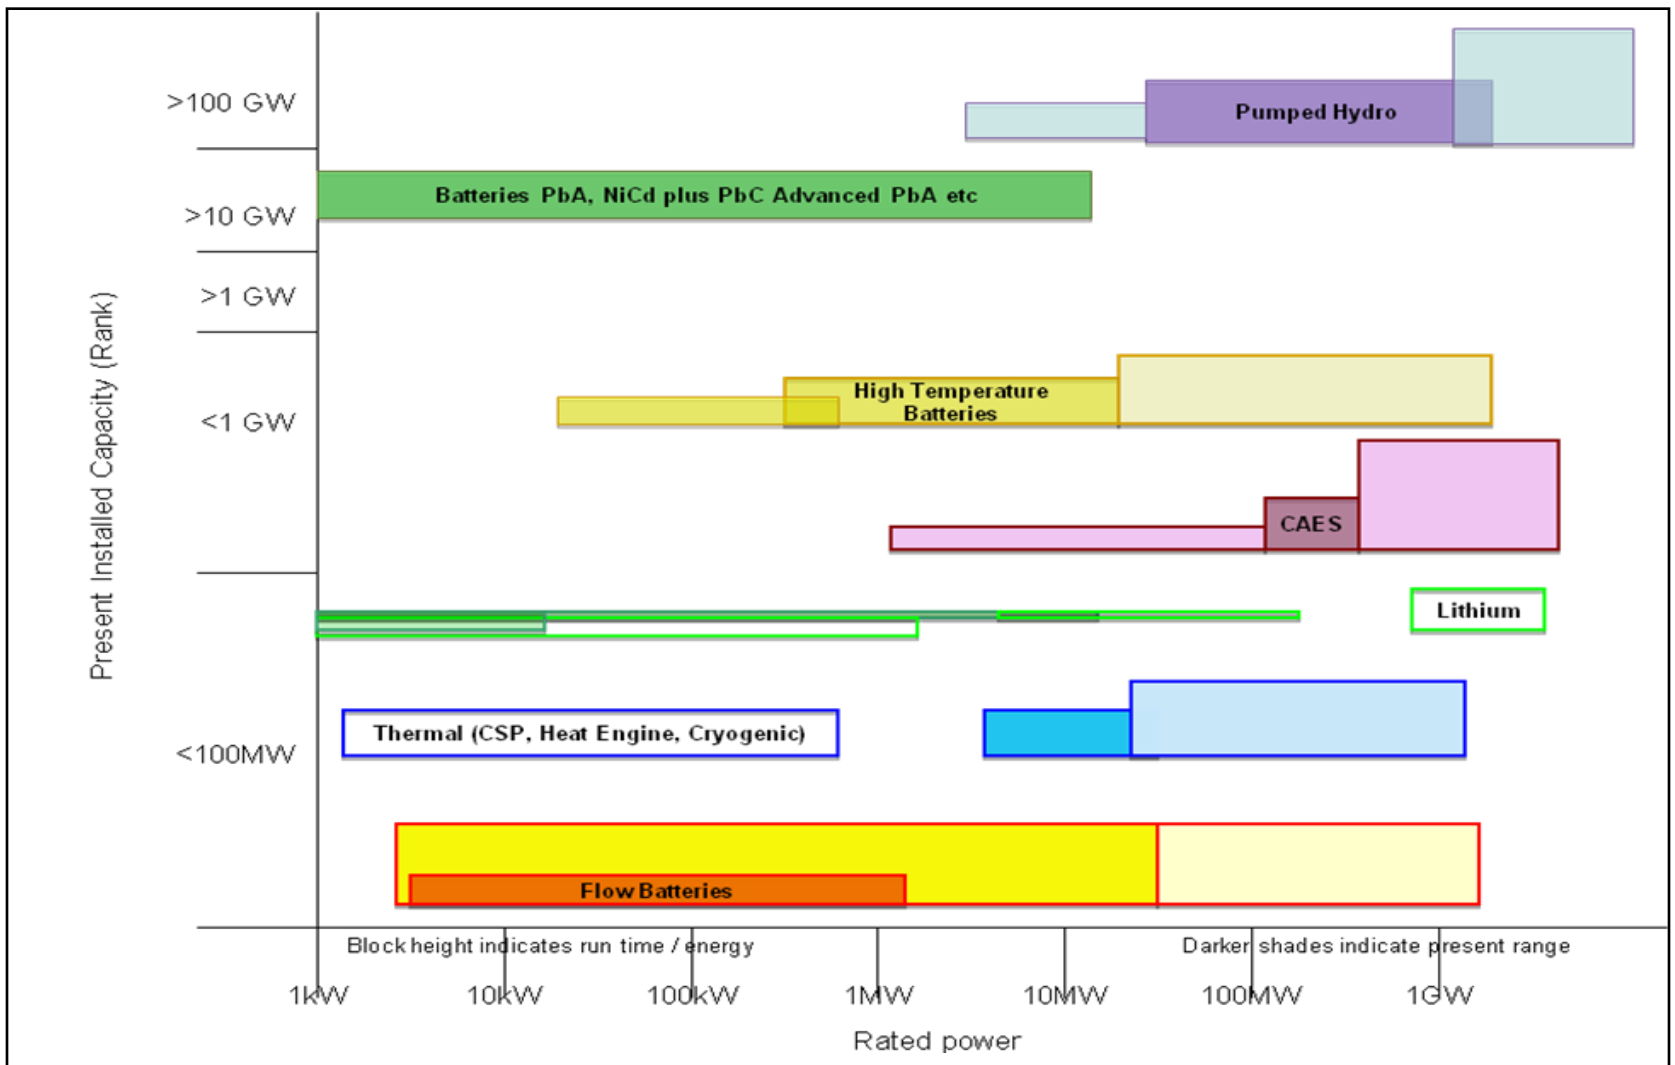 >100 GW
Pumped Hydro
Batteries PbA, NiCd plus PbC Advanced PbA etc
>10 GW
>1 GW
Present Installed Capacity (Rank)
High Temperature
Batteries
<1 GW
CAES
Lithium
Thermal (CSP, Heat Engine, Cryogenic)
<100MW
Flow Batteries
Block height indicates run time / energy
Darker shades indicate present range
1kW
10kW
100kW
1MW
10MW
100MW
1GW
Rated power